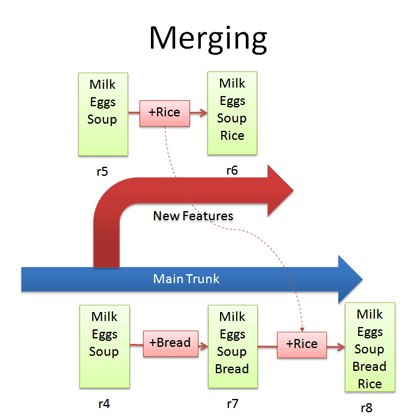 Merging
Milk
Eggs
Soup
+Rice
Milk
Eggs
Soup
Rice
r5
r6
New Features
Main Trunk
Milk
Eggs
Soup
+Bread
Milk
Eggs
Soup
Bread
+Rice
Milk
Eggs
Soup
Bread
Rice
r4
r7
r8